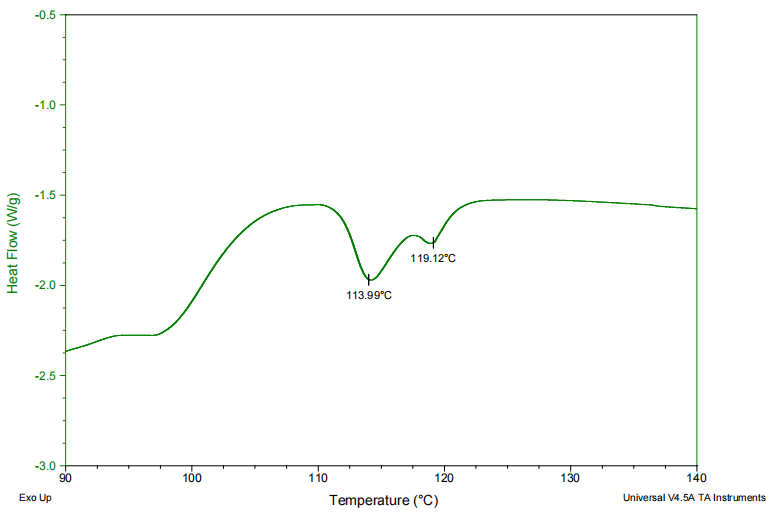 -0.5
-1.0
-1.5
-2.0
-2.5
-3.0
Heat Flow (W/g)
113.99°C
119.12°C
90 100 110 120 130 140
Exo Up
Temperature (°C)
Universal V4.5A TA Instruments